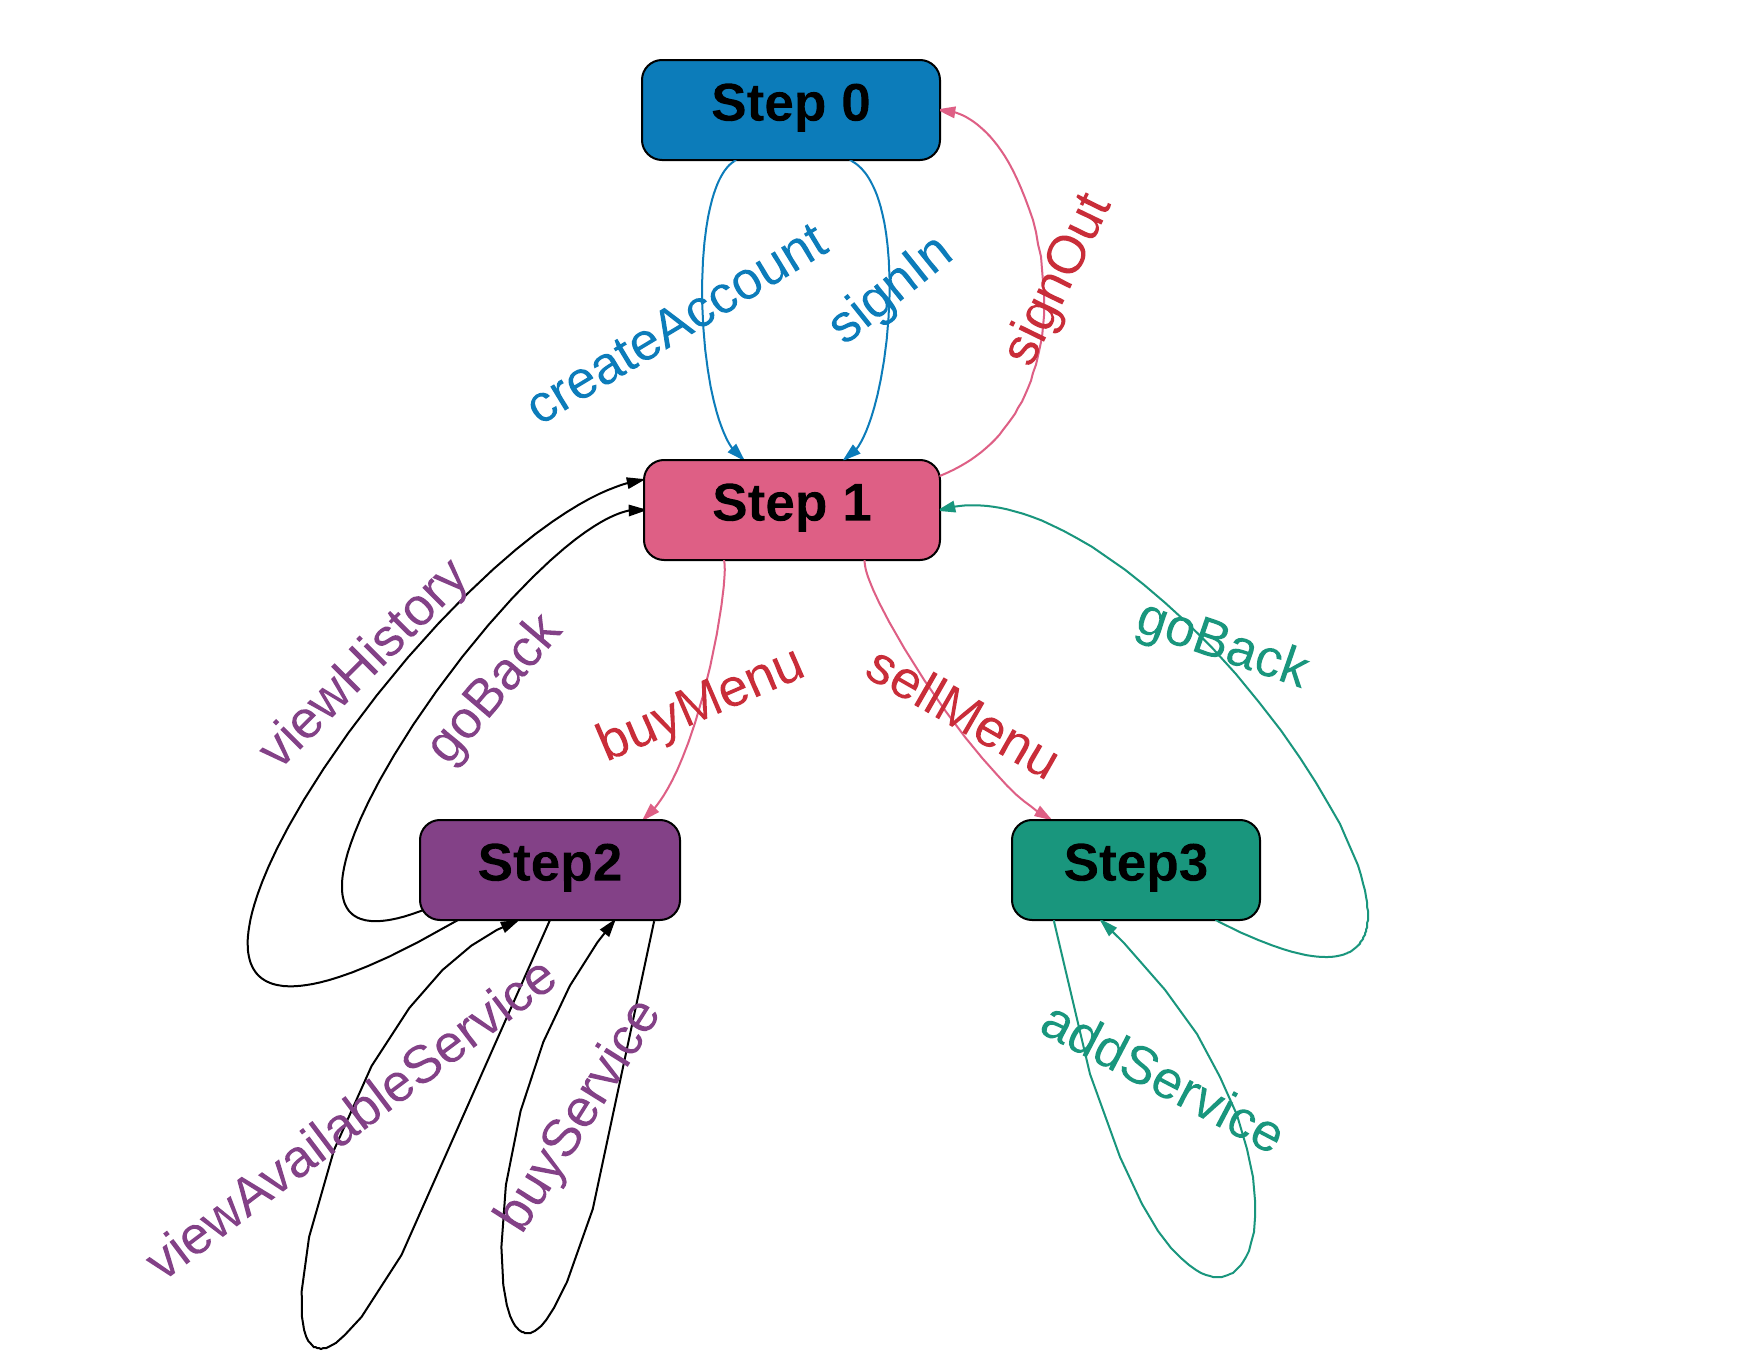 Step 0
createAccount
signIn
signOut
Step 1
viewHistory
goBack
buyMenu
sellMenu
goBack
Step2
Step3
viewAvailableService
buyService
addService